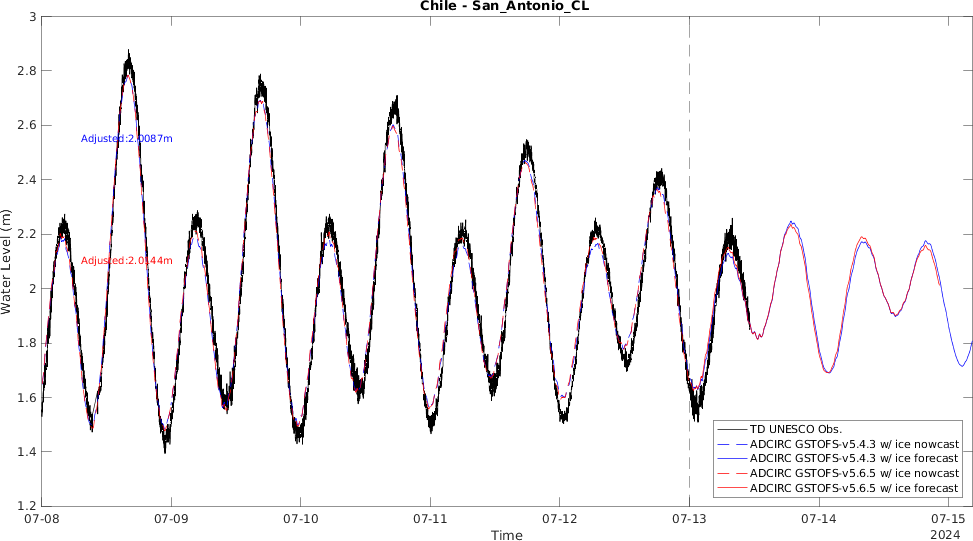 Chile - San_Antonio_CL
3
2.8
2.6
2.4
2.2
2
1.8
1.6
1.4
1.2
Water Level (m)
Adjusted:2.0087m
Adjusted:2.0144m
TD UNESCO Obs.
ADCIRC GSTOFS-v5.4.3 w/ ice nowcast
ADCIRC GSTOFS-v5.4.3 w/ ice forecast
ADCIRC GSTOFS-v5.6.5 w/ ice nowcast
ADCIRC GSTOFS-v5.6.5 w/ ice forecast
07-08 07-09 07-10 07-11 07-12 07-13 07-14 07-15
Time
2024